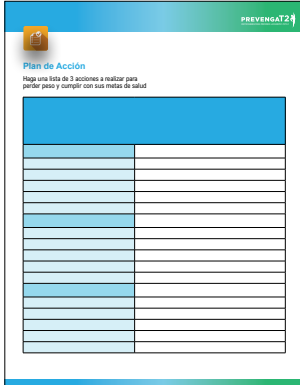 PREVENGAT2
Plan de Acción
Haga una lista de 3 acciones a realizar para
perder peso y cumplir con sus metas de salud